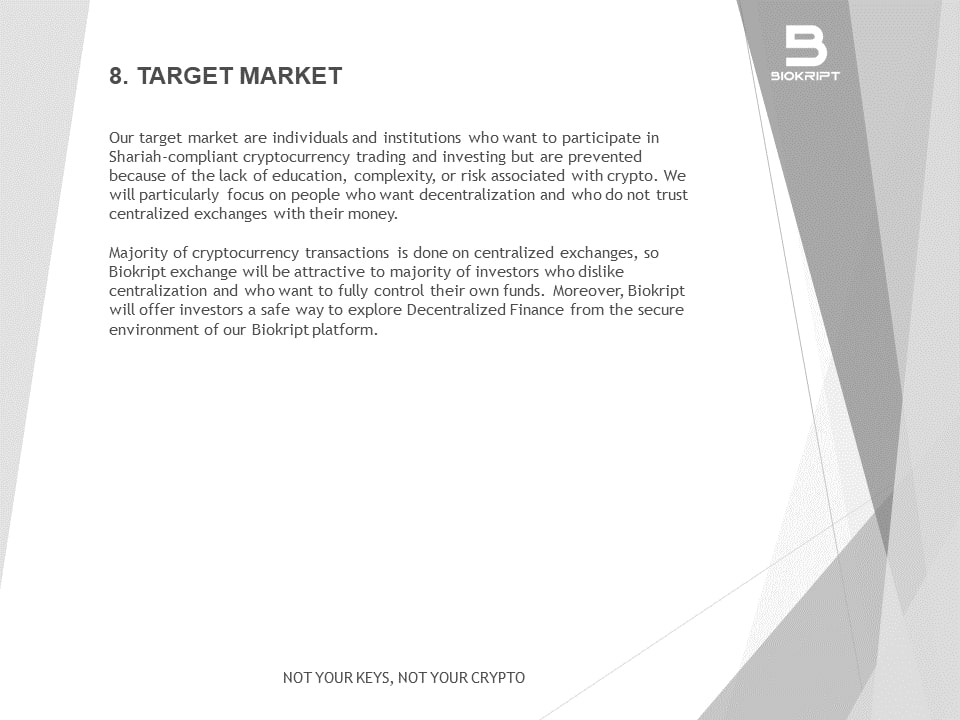 BIOKRIPT
8. TARGET MARKET
Our target market are individuals and institutions who want to participate in
Shariah-compliant cryptocurrency trading and investing but are prevented
because of the lack of education, complexity, or risk associated with crypto. We
will particularly focus on people who want decentralization and who do not trust
centralized exchanges with their money.
Majority of cryptocurrency transactions is done on centralized exchanges, so
Biokript exchange will be attractive to majority of investors who dislike
centralization and who want to fully control their own funds. Moreover, Biokript
will offer investors a safe way to explore Decentralized Finance from the secure
environment of our Biokript platform.
NOT YOUR KEYS, NOT YOUR CRYPTO